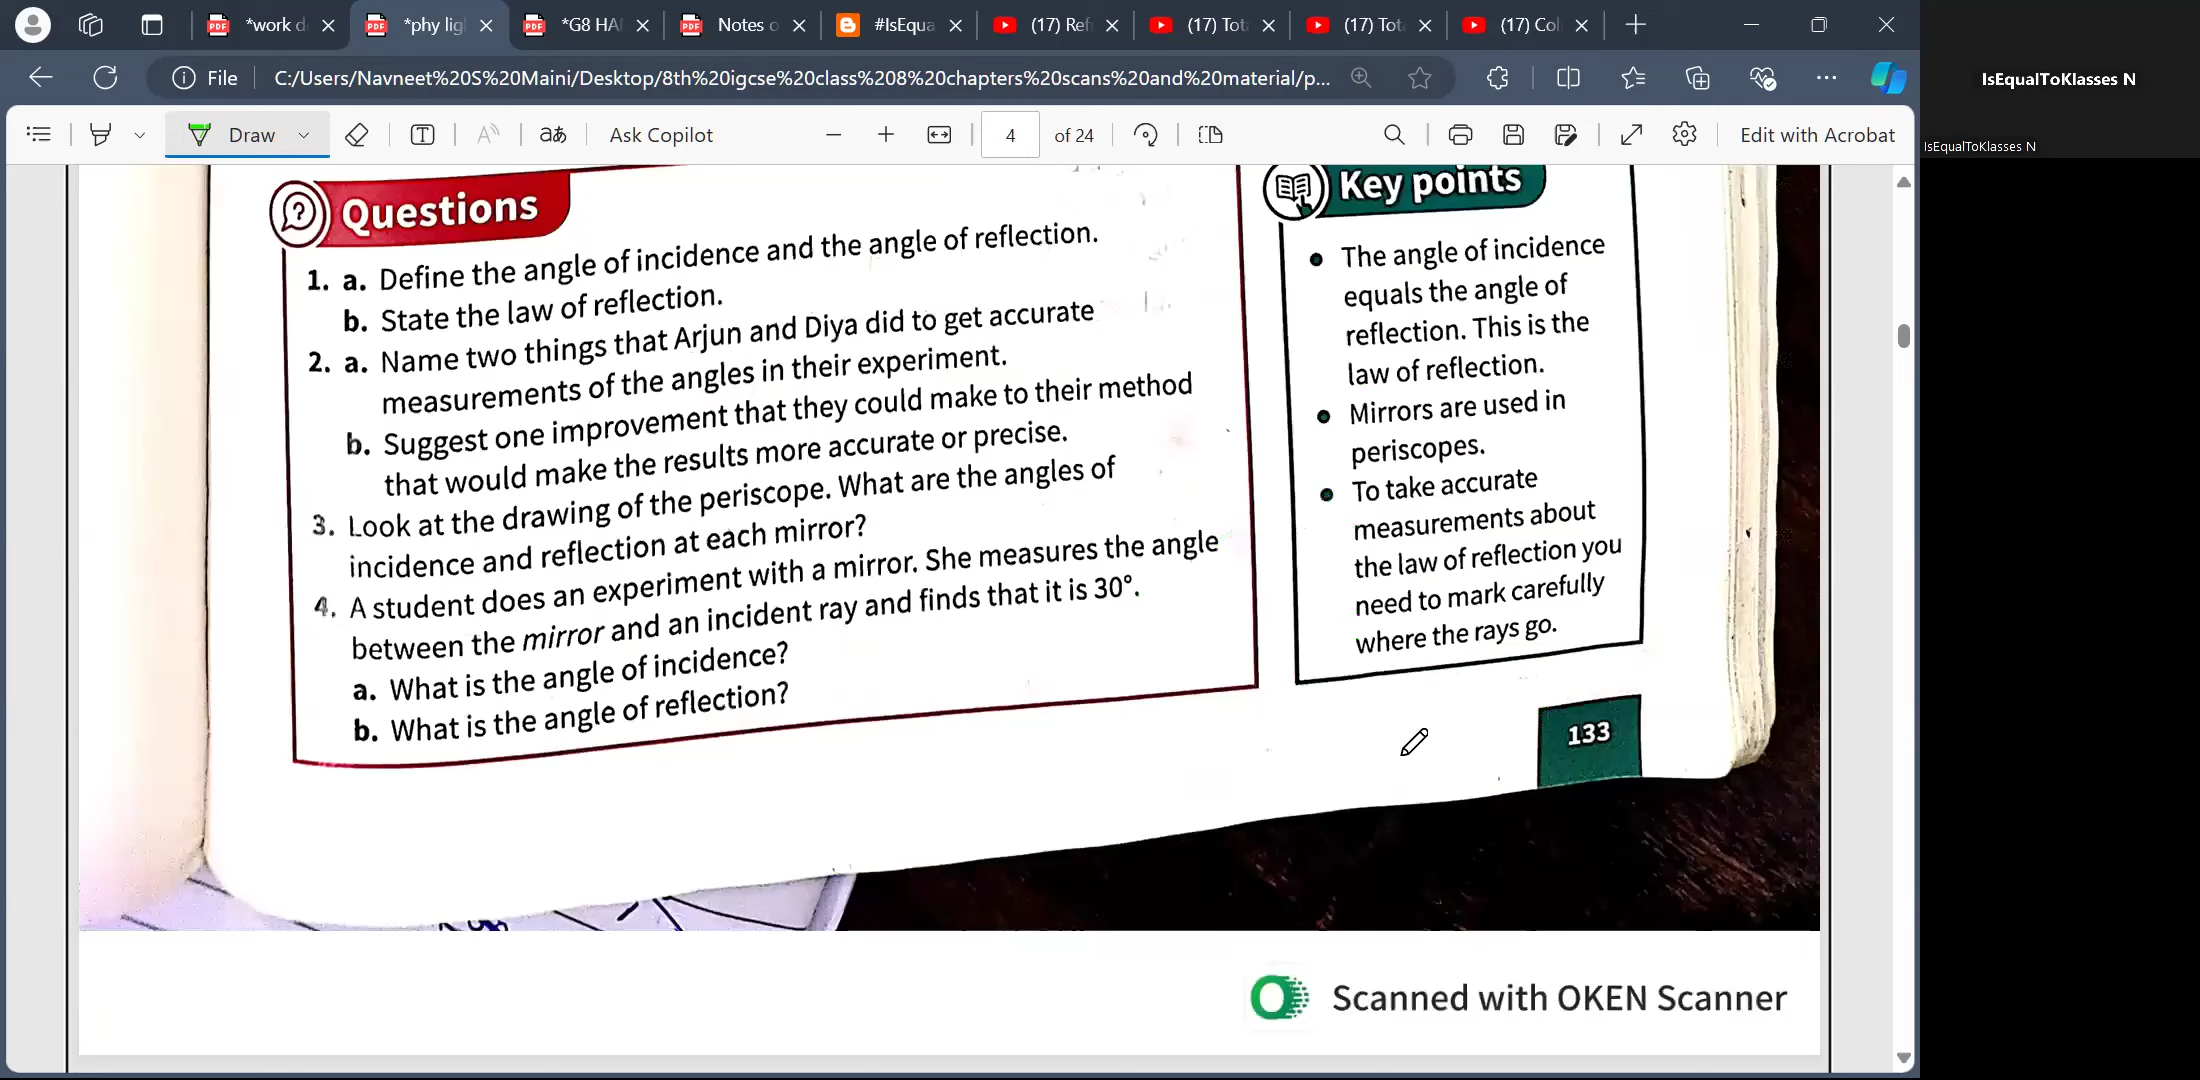 *work d
*phy lig
*G8 HA
Notes o
#IsEqua
(17) Ref
(17) Tot
(17) Tot
(17) Col
File
C:/Users/Navneet%20S%20Maini/Desktop/8th%20igcse%20class%208%20chapters%20scans%20and%20material/p...
IsEqualToKlasses N
IsEqualToKlasses N
Draw
Ask Copilot
4 of 24
Edit with Acrobat
Questions
1. a. Define the angle of incidence and the angle of reflection.
b. State the law of reflection.
2. a. Name two things that Arjun and Diya did to get accurate
measurements of the angles in their experiment.
b. Suggest one improvement that they could make to their method
that would make the results more accurate or precise.
3. Look at the drawing of the periscope. What are the angles of
incidence and reflection at each mirror?
4. A student does an experiment with a mirror. She measures the angle
between the mirror and an incident ray and finds that it is 30°.
a. What is the angle of incidence?
b. What is the angle of reflection?
Key points
• The angle of incidence
equals the angle of
reflection. This is the
law of reflection.
• Mirrors are used in
periscopes.
• To take accurate
measurements about
the law of reflection you
need to mark carefully
where the rays go.
133
Scanned with OKEN Scanner